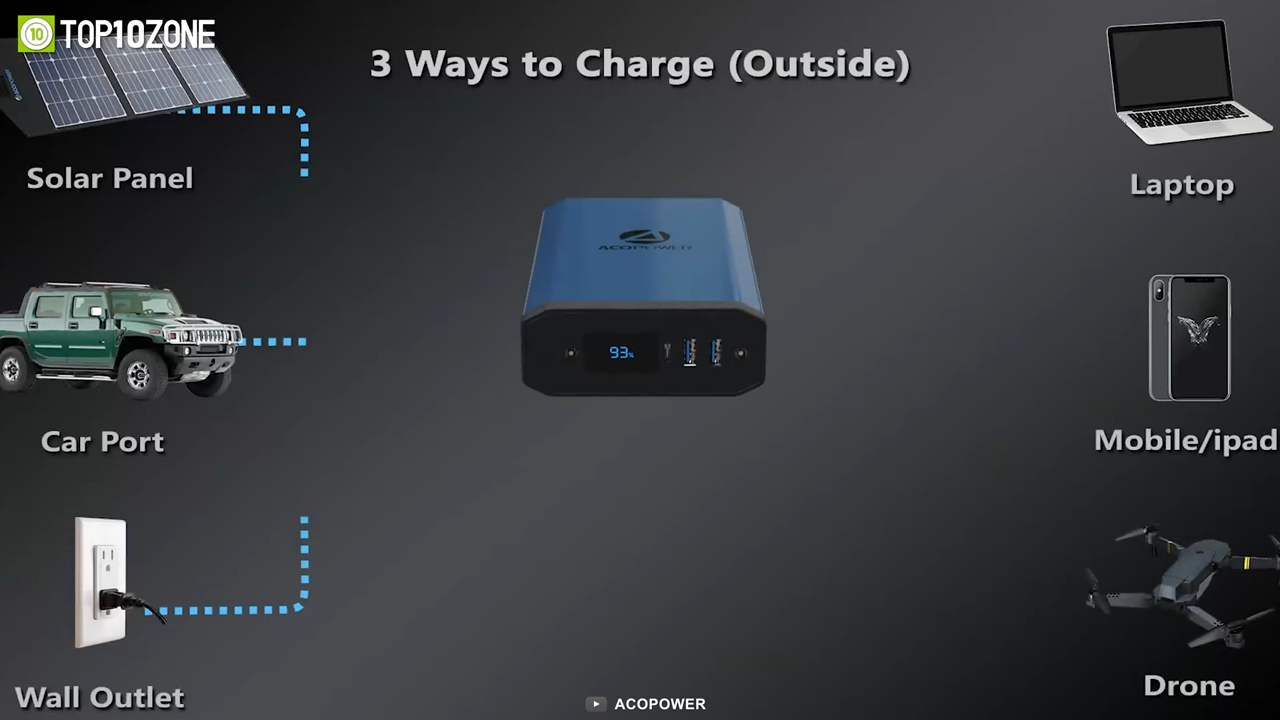 10 TOP10ZONE
3 Ways to Charge (Outside)
Solar Panel
Laptop
ACOPOWER
93%
Car Port
Mobile/ipad
Wall Outlet
Drone
ACOPOWER